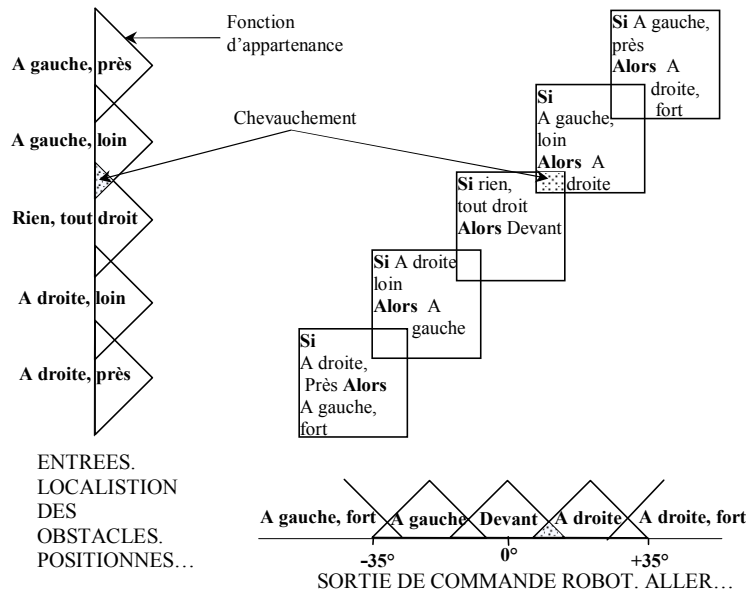 Fonction
d'appartenance
A gauche, près
Chevauchement
A gauche, loin
Rien, tout droit
A droite, loin
A droite, près
ENTREES.
LOCALISTION
DES
OBSTACLES.
POSITIONNES…
Si A gauche,
près
Alors A
droite,
fort
Si
A gauche,
loin
Alors A
droite
Si rien,
tout droit
Alors Devant
Si A droite
loin
Alors A
gauche
Si
A droite,
Près Alors
A gauche,
fort
A gauche, fort
A gauche
Devant
A droite
A droite, fort
-35°
0°
+35°
SORTIE DE COMMANDE ROBOT. ALLER…